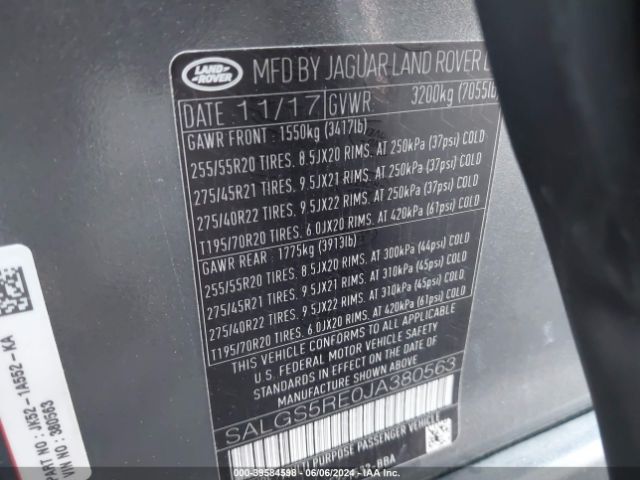 LAND ROVER
MFD BY JAGUAR LAND ROVER
DATE 11/17 GVWR 3200kg (7055lb
GAWR FRONT : 1550kg (3417lb)
255/55R20 TIRES. 8.5JX20 RIMS. AT 250kPa (37psi) COLD
275/45R21 TIRES. 9.5JX21 RIMS. AT 250kPa (37psi) COLD
275/40R22 TIRES. 9.5JX22 RIMS. AT 250kPa (37psi) COLD
T195/70R20 TIRES. 6.0JX20 RIMS. AT 420kPa (61psi) COLD
GAWR REAR : 1775kg (3913lb)
255/55R20 TIRES. 8.5JX20 RIMS. AT 300kPa (44psi) COLD
275/45R21 TIRES. 9.5JX21 RIMS. AT 310kPa (45psi) COLD
275/40R22 TIRES. 9.5JX22 RIMS. AT 310kPa (45psi) COLD
T195/70R20 TIRES. 6.0JX20 RIMS. AT 420kPa (61psi) COLD
THIS VEHICLE CONFORMS TO ALL APPLICABLE
U.S. FEDERAL MOTOR VEHICLE SAFETY
STANDARDS IN EFFECT ON THE DATE OF
MANUFACTURE SHOWN ABOVE
SALGS5RE0JA380563
PURPOSE PASSENGER VEHICLE
PART NO : JK52-14552-KA
VIN NO : 380563
IAA: #39584598 - 06/06/2024 - IAAI.com